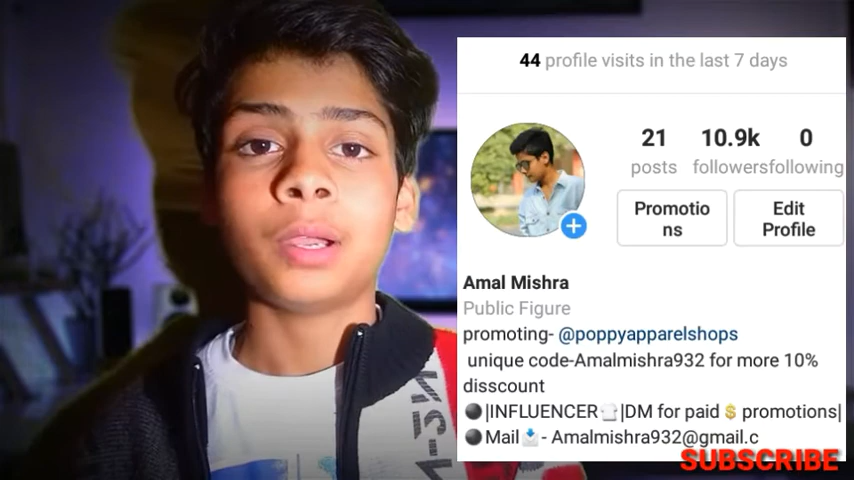 44 profile visits in the last 7 days
21 10.9k 0
posts followersfollowing
Promotio
ns
Edit
Profile
Amal Mishra
Public Figure
promoting- @poppyapparelshops
unique code-Amalmishra932 for more 10%
disscount
⚫|INFLUENCER👕|DM for paid 💲 promotions|
⚫Mail📩- Amalmishra932@gmail.c
SUBSCRIBE